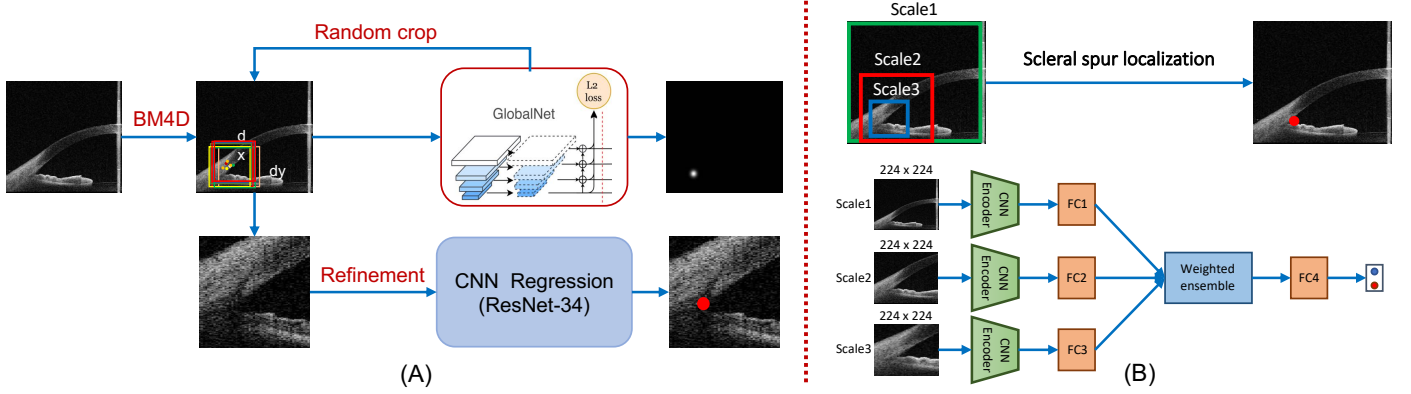 Random crop
BM4D
d
x
dy
GlobalNet
L2
loss
Refinement
CNN Regression
(ResNet-34)
(A)
Scale1
Scale2
Scale3
Scleral spur localization
224 x 224
Scale1
CNN
Encoder
FC1
224 x 224
Scale2
CNN
Encoder
FC2
Weighted
ensemble
FC4
224 x 224
Scale3
CNN
Encoder
FC3
(B)